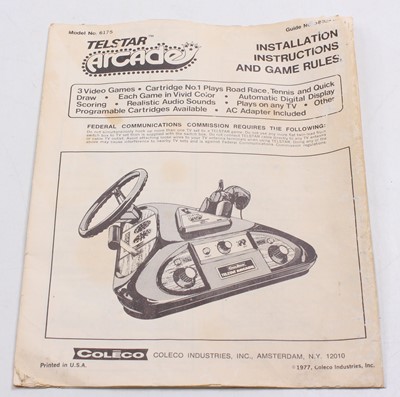 Model No. 6175
Guide No.
TELSTAR™
ARCADE
INSTALLATION
INSTRUCTIONS
AND GAME RULES
3 Video Games • Cartridge No.1 Plays Road Race, Tennis and Quick
Draw • Each Game in Vivid Color • Automatic Digital Display
Scoring • Realistic Audio Sounds • Plays on any TV • Other
Programable Cartridges Available • AC Adapter Included
FEDERAL COMMUNICATIONS COMMISSION REQUIRES THE FOLLOWING:
COLECO
COLECO INDUSTRIES, INC., AMSTERDAM, N.Y. 12010
Printed in U.S.A.
©1977, Coleco Industries, Inc.